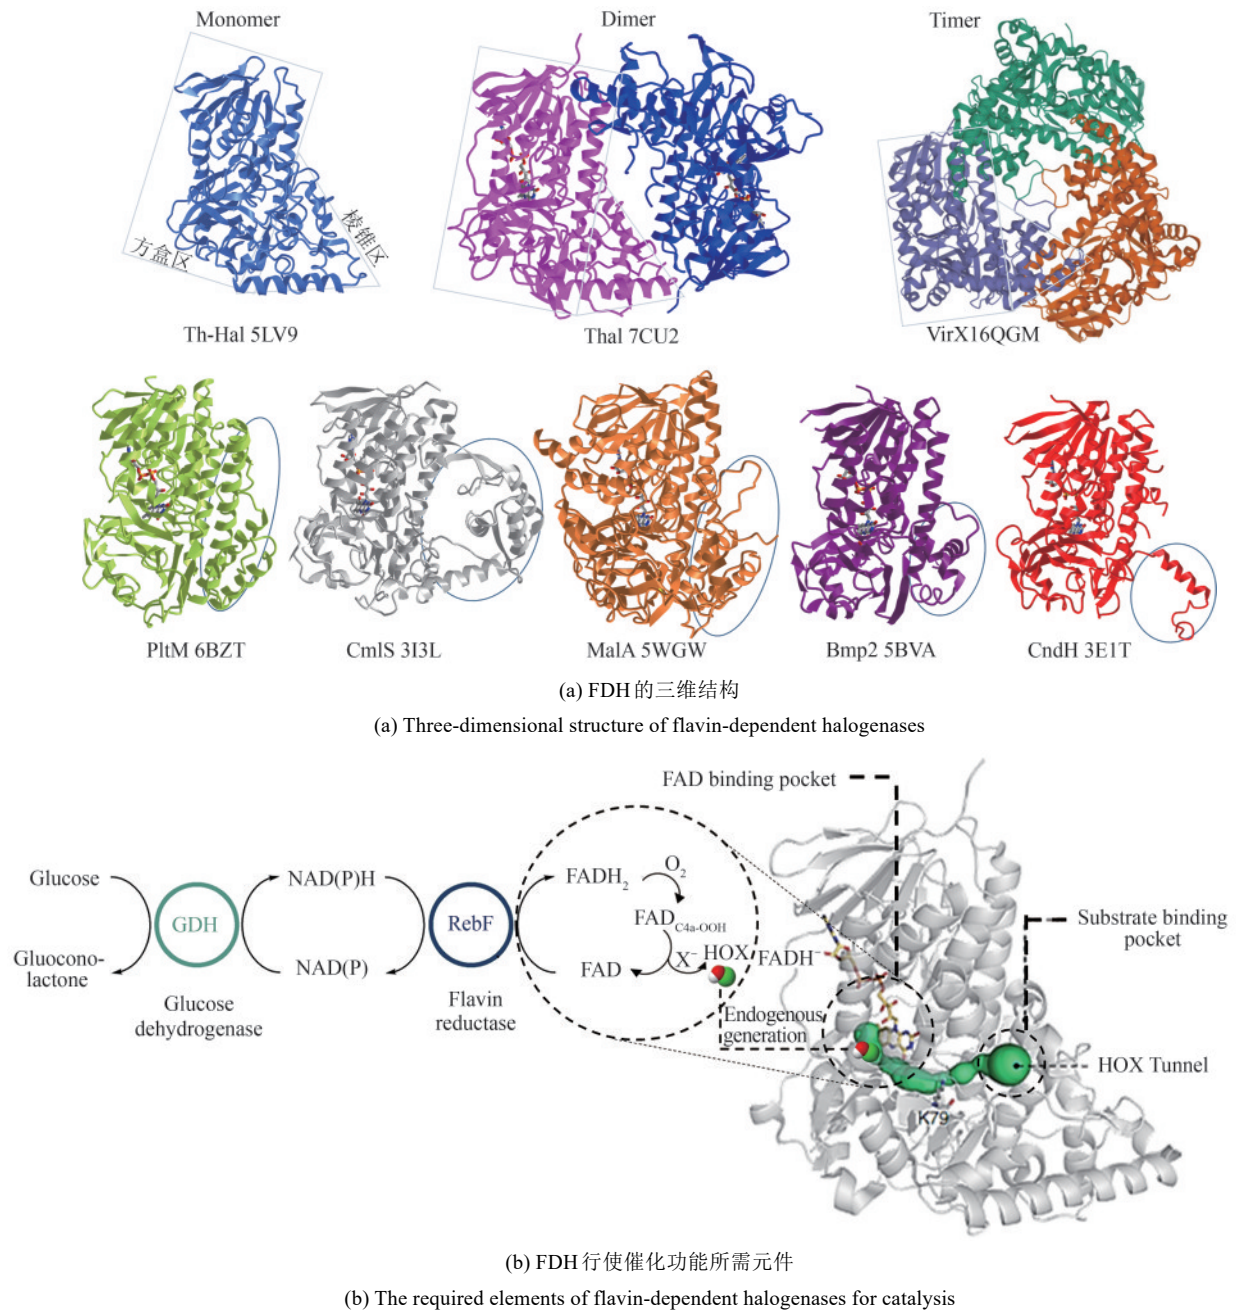 Monomer
Dimer
Timer
方盒区
棱锥区
Th-Hal 5LV9
Thal 7CU2
VirX16QGM
PltM 6BZT
CmlS 3I3L
MalA 5WGW
Bmp2 5BVA
CndH 3E1T
(a) FDH的三维结构
(a) Three-dimensional structure of flavin-dependent halogenases
FAD binding pocket
Glucose
GDH
NAD(P)H
RebF
FADH2
O2
FADC4a-OOH
X− HOX
FADH−
Substrate binding
pocket
Gluocono-
lactone
NAD(P)
FAD
Glucose
dehydrogenase
Flavin
reductase
Endogenous
generation
HOX Tunnel
K79
(b) FDH行使催化功能所需元件
(b) The required elements of flavin-dependent halogenases for catalysis